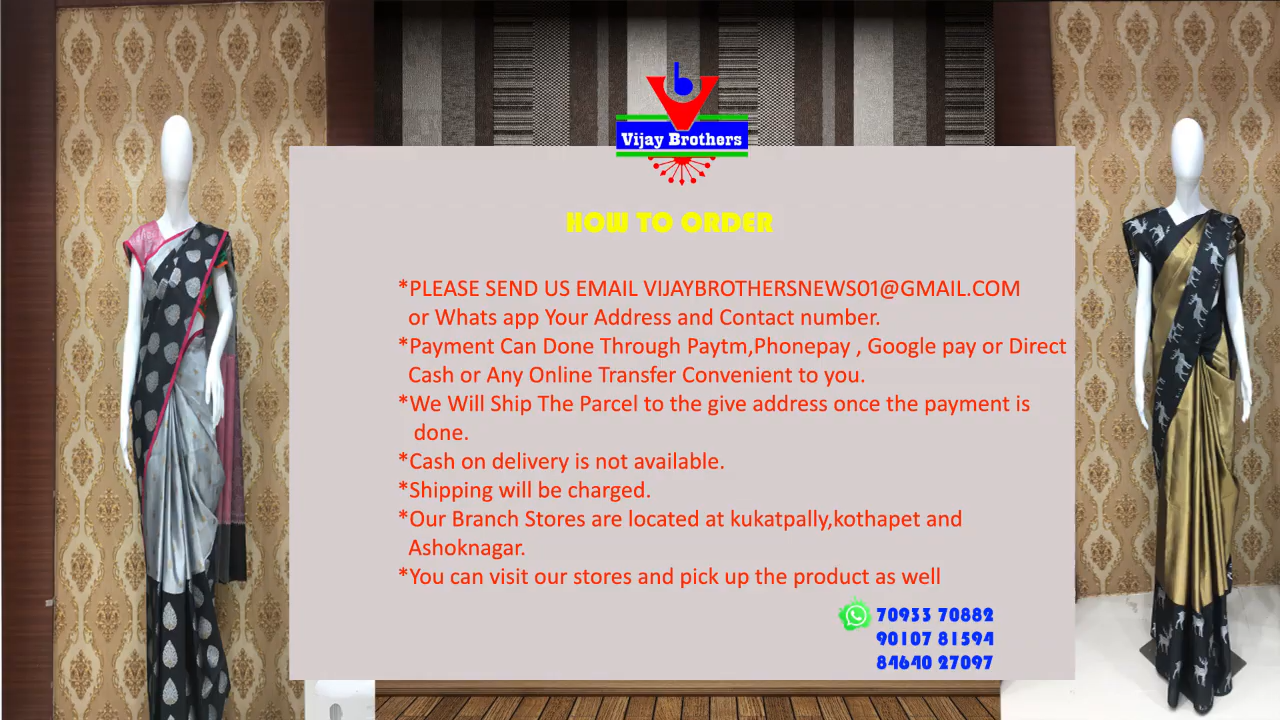 b
Vijay Brothers
HOW TO ORDER
*PLEASE SEND US EMAIL VIJAYBROTHERSNEWS01@GMAIL.COM
or Whats app Your Address and Contact number.
*Payment Can Done Through Paytm,Phonepay , Google pay or Direct
Cash or Any Online Transfer Convenient to you.
*We Will Ship The Parcel to the give address once the payment is
done.
*Cash on delivery is not available.
*Shipping will be charged.
*Our Branch Stores are located at kukatpally,kothapet and
Ashoknagar.
*You can visit our stores and pick up the product as well
70933 70882
90107 81594
84640 27097